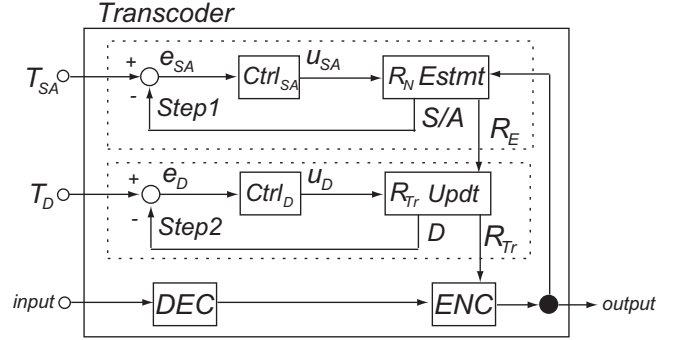 Transcoder
T_SA + e_SA Ctrl_SA u_SA R_N Estmt
- Step1 S/A R_E
T_D + e_D Ctrl_D u_D R_Tr Updt
- Step2 D R_Tr
input DEC ENC output